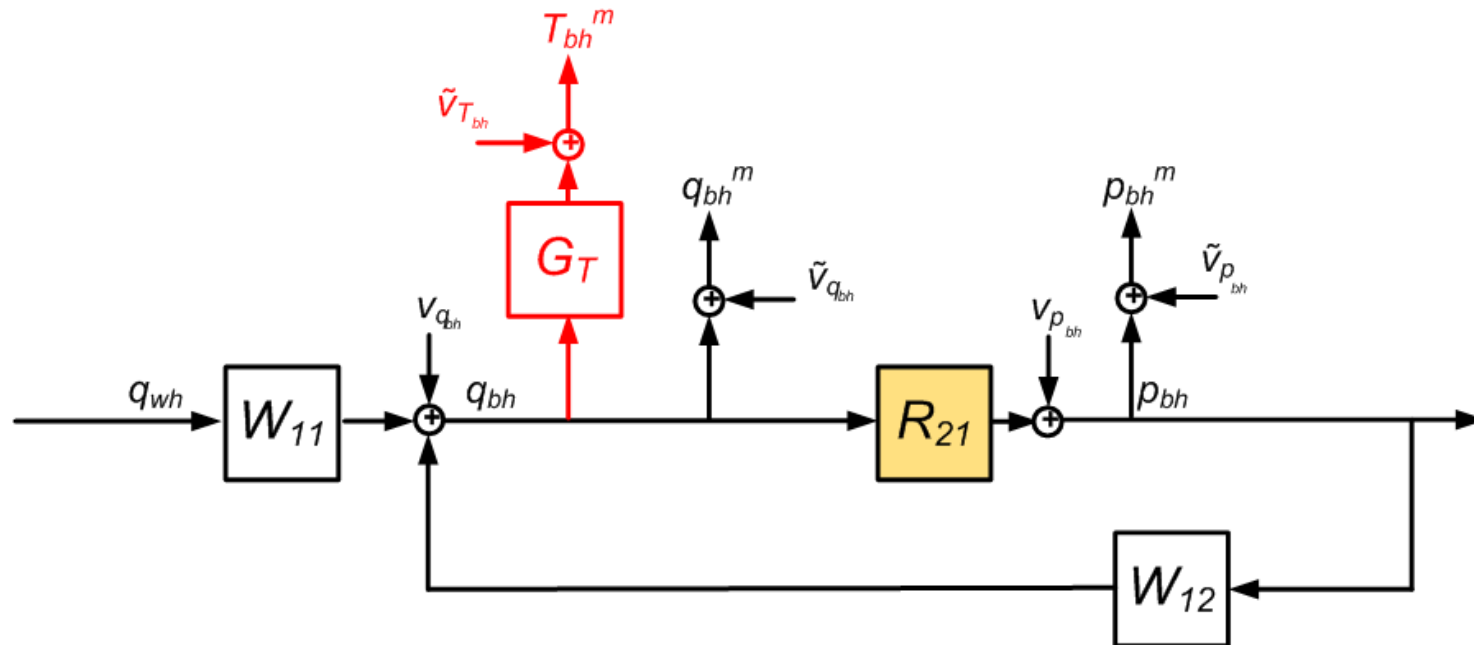 T_bh^m
ṽ_T_bh
+
q_bh^m
p_bh^m
G_T
ṽ_p_bh
+
ṽ_q_bh
+
v_q_bh
v_p_bh
q_wh
q_bh
p_bh
W_11
+
R_21
+
W_12